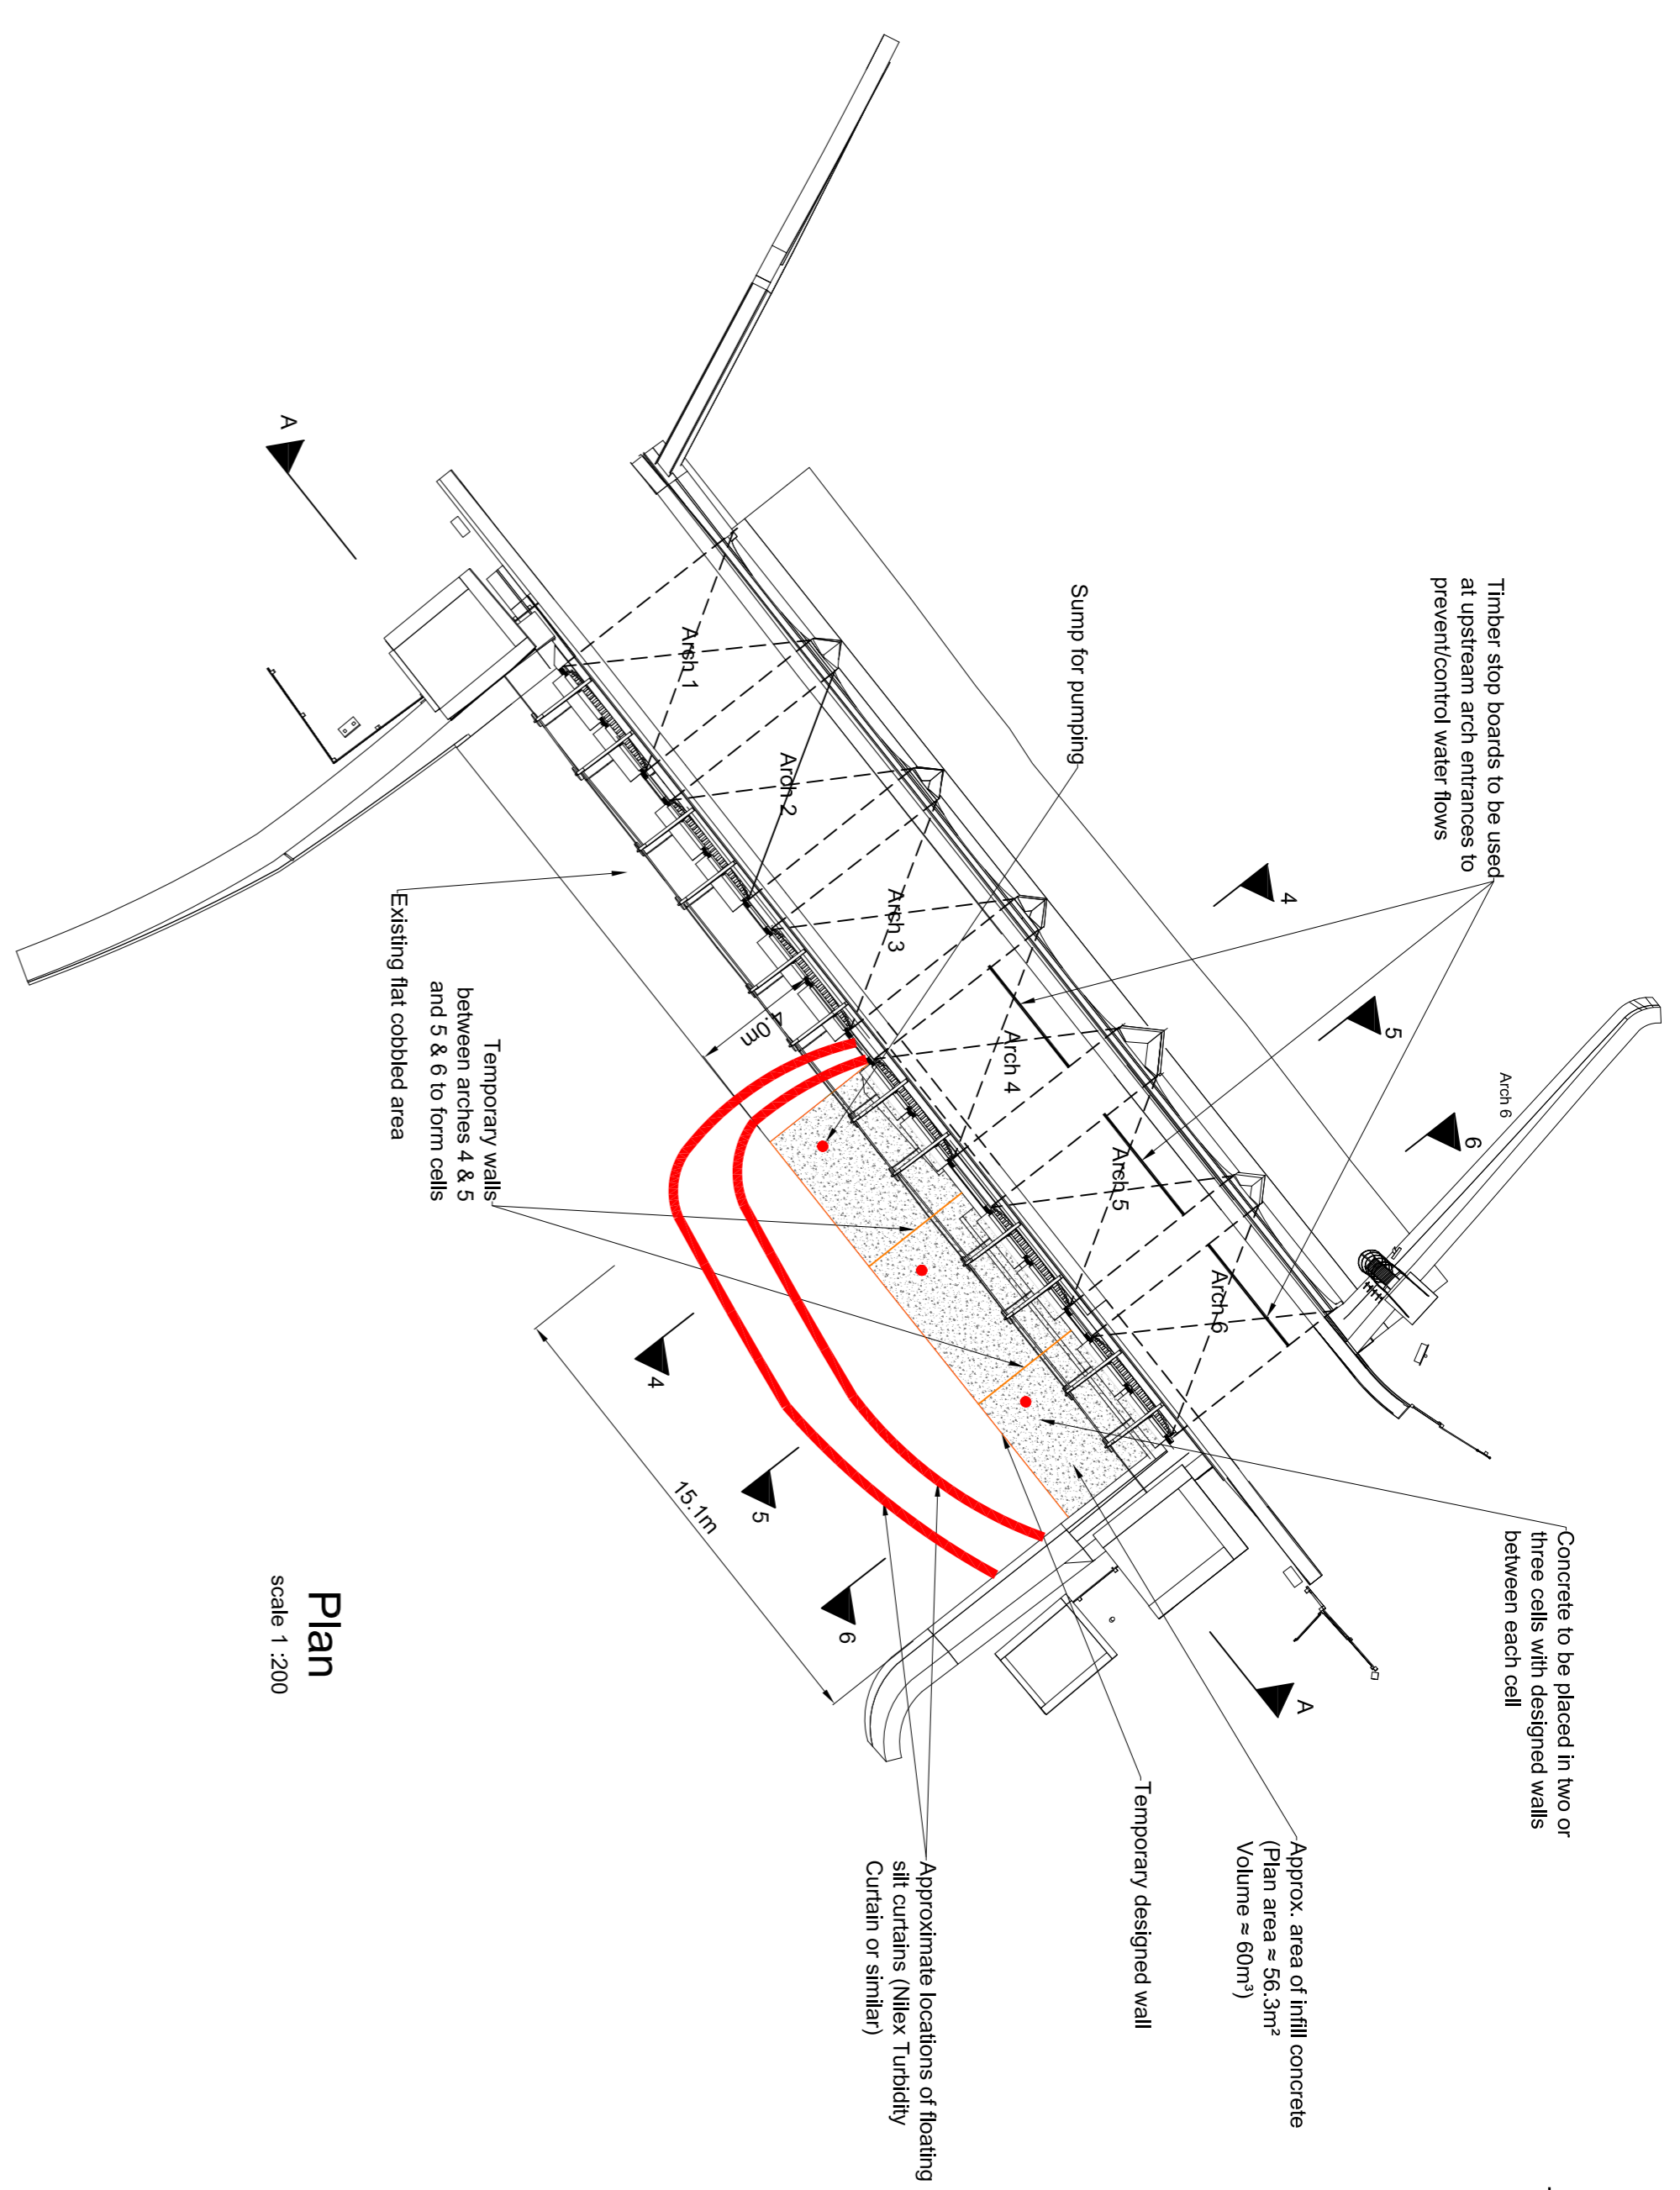 Timber stop boards to be used
at upstream arch entrances to
prevent/control water flows
Sump for pumping
4
5
6
Arch 6
A
Arch 1
Arch 2
Arch 3
Arch 4
Arch 5
Arch 6
4.0m
Existing flat cobbled area
Temporary walls
between arches 4 & 5
and 5 & 6 to form cells
15.1m
4
5
6
A
Concrete to be placed in two or
three cells with designed walls
between each cell
Approx. area of infill concrete
(Plan area ≈ 56.3m²
Volume ≈ 60m³)
Temporary designed wall
Approximate locations of floating
silt curtains (Nilex Turbidity
Curtain or similar)
Plan
scale 1 :200